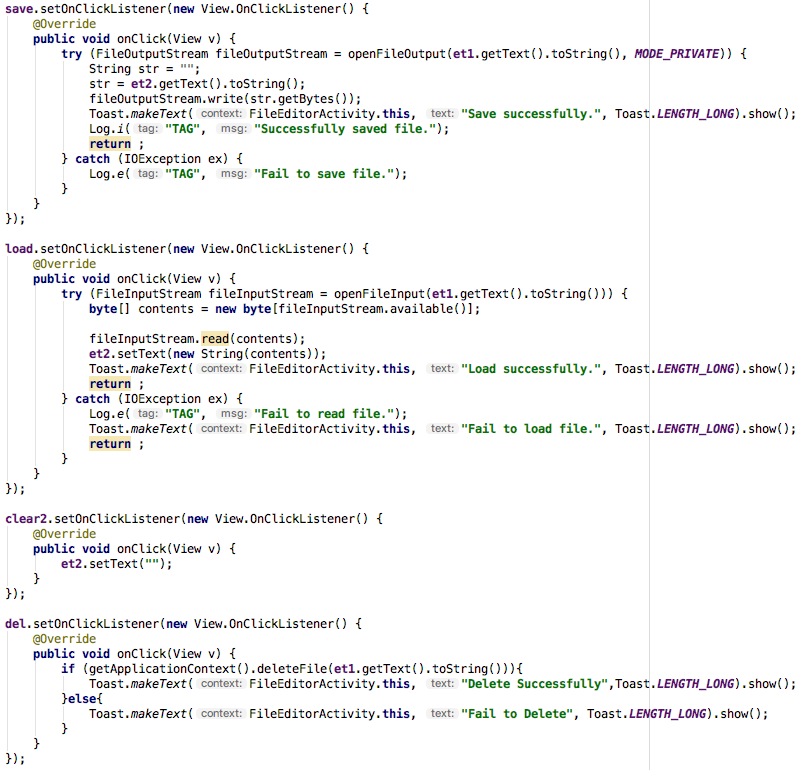 save.setOnClickListener(new View.OnClickListener() {
    @Override
    public void onClick(View v) {
        try (FileOutputStream fileOutputStream = openFileOutput(et1.getText().toString(), MODE_PRIVATE)) {
            String str = "";
            str = et2.getText().toString();
            fileOutputStream.write(str.getBytes());
            Toast.makeText( context: FileEditorActivity.this, text: "Save successfully.", Toast.LENGTH_LONG).show();
            Log.i( tag: "TAG", msg: "Successfully saved file.");
            return ;
        } catch (IOException ex) {
            Log.e( tag: "TAG", msg: "Fail to save file.");
        }
    }
});
load.setOnClickListener(new View.OnClickListener() {
    @Override
    public void onClick(View v) {
        try (FileInputStream fileInputStream = openFileInput(et1.getText().toString())) {
            byte[] contents = new byte[fileInputStream.available()];
            fileInputStream.read(contents);
            et2.setText(new String(contents));
            Toast.makeText( context: FileEditorActivity.this, text: "Load successfully.", Toast.LENGTH_LONG).show();
            return ;
        } catch (IOException ex) {
            Log.e( tag: "TAG", msg: "Fail to read file.");
            Toast.makeText( context: FileEditorActivity.this, text: "Fail to load file.", Toast.LENGTH_LONG).show();
            return ;
        }
    }
});
clear2.setOnClickListener(new View.OnClickListener() {
    @Override
    public void onClick(View v) {
        et2.setText("");
    }
});
del.setOnClickListener(new View.OnClickListener() {
    @Override
    public void onClick(View v) {
        if (getApplicationContext().deleteFile(et1.getText().toString())){
            Toast.makeText( context: FileEditorActivity.this, text: "Delete Successfully",Toast.LENGTH_LONG).show();
        }else{
            Toast.makeText( context: FileEditorActivity.this, text: "Fail to Delete", Toast.LENGTH_LONG).show();
        }
    }
});